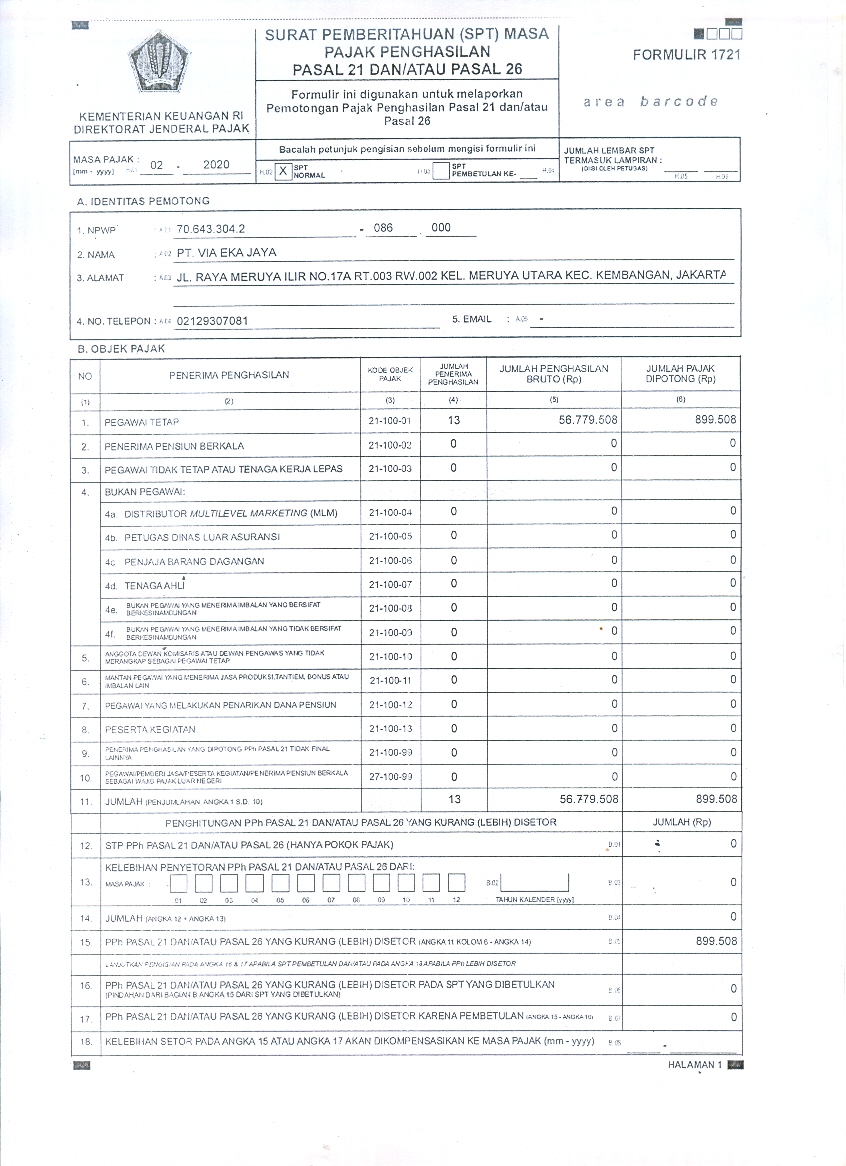 SURAT PEMBERITAHUAN (SPT) MASA
PAJAK PENGHASILAN
PASAL 21 DAN/ATAU PASAL 26
FORMULIR 1721
Formulir ini digunakan untuk melaporkan
Pemotongan Pajak Penghasilan Pasal 21 dan/atau
Pasal 26
area barcode
KEMENTERIAN KEUANGAN RI
DIREKTORAT JENDERAL PAJAK
MASA PAJAK :
[mm - yyyy] 02 - 2020
Bacalah petunjuk pengisian sebelum mengisi formulir ini
H.02 X SPT NORMAL H.03 SPT PEMBETULAN KE- H.04
JUMLAH LEMBAR SPT
TERMASUK LAMPIRAN :
(DIISI OLEH PETUGAS) H.05 H.06
A. IDENTITAS PEMOTONG
1. NPWP : A.01 70.643.304.2 - 086 . 000
2. NAMA : A.02 PT. VIA EKA JAYA
3. ALAMAT : A.03 JL. RAYA MERUYA ILIR NO.17A RT.003 RW.002 KEL. MERUYA UTARA KEC. KEMBANGAN, JAKARTA
4. NO. TELEPON : A.04 02129307081 5. EMAIL : A.05 -
B. OBJEK PAJAK
NO PENERIMA PENGHASILAN KODE OBJEK PAJAK JUMLAH PENERIMA PENGHASILAN JUMLAH PENGHASILAN BRUTO (Rp) JUMLAH PAJAK DIPOTONG (Rp)
(1) (2) (3) (4) (5) (6)
1. PEGAWAI TETAP 21-100-01 13 56.779.508 899.508
2. PENERIMA PENSIUN BERKALA 21-100-02 0 0 0
3. PEGAWAI TIDAK TETAP ATAU TENAGA KERJA LEPAS 21-100-03 0 0 0
4. BUKAN PEGAWAI:
4a. DISTRIBUTOR MULTILEVEL MARKETING (MLM) 21-100-04 0 0 0
4b. PETUGAS DINAS LUAR ASURANSI 21-100-05 0 0 0
4c. PENJAJA BARANG DAGANGAN 21-100-06 0 0 0
4d. TENAGA AHLI 21-100-07 0 0 0
4e. BUKAN PEGAWAI YANG MENERIMA IMBALAN YANG BERSIFAT BERKESINAMBUNGAN 21-100-08 0 0 0
4f. BUKAN PEGAWAI YANG MENERIMA IMBALAN YANG TIDAK BERSIFAT BERKESINAMBUNGAN 21-100-09 0 0 0
5. ANGGOTA DEWAN KOMISARIS ATAU DEWAN PENGAWAS YANG TIDAK MERANGKAP SEBAGAI PEGAWAI TETAP 21-100-10 0 0 0
6. MANTAN PEGAWAI YANG MENERIMA JASA PRODUKSI, TANTIEM, BONUS ATAU IMBALAN LAIN 21-100-11 0 0 0
7. PEGAWAI YANG MELAKUKAN PENARIKAN DANA PENSIUN 21-100-12 0 0 0
8. PESERTA KEGIATAN 21-100-13 0 0 0
9. PENERIMA PENGHASILAN YANG DIPOTONG PPh PASAL 21 TIDAK FINAL LAINNYA 21-100-99 0 0 0
10. PEGAWAI/PEMBERI JASA/PESERTA KEGIATAN/PENERIMA PENSIUN BERKALA SEBAGAI WAJIB PAJAK LUAR NEGERI 27-100-99 0 0 0
11. JUMLAH (PENJUMLAHAN ANGKA 1 S.D. 10) 13 56.779.508 899.508
PENGHITUNGAN PPh PASAL 21 DAN/ATAU PASAL 26 YANG KURANG (LEBIH) DISETOR JUMLAH (Rp)
12. STP PPh PASAL 21 DAN/ATAU PASAL 26 (HANYA POKOK PAJAK) B.01 0
13. KELEBIHAN PENYETORAN PPh PASAL 21 DAN/ATAU PASAL 26 DARI:
MASA PAJAK : B.02 B.03 0
01 02 03 04 05 06 07 08 09 10 11 12 TAHUN KALENDER [yyyy]
14. JUMLAH (ANGKA 12 + ANGKA 13) B.04 0
15. PPh PASAL 21 DAN/ATAU PASAL 26 YANG KURANG (LEBIH) DISETOR (ANGKA 11 KOLOM 6 - ANGKA 14) B.05 899.508
LANJUTKAN PENGISIAN PADA ANGKA 16 & 17 APABILA SPT PEMBETULAN DAN/ATAU PADA ANGKA 18 APABILA PPh LEBIH DISETOR
16. PPh PASAL 21 DAN/ATAU PASAL 26 YANG KURANG (LEBIH) DISETOR PADA SPT YANG DIBETULKAN B.06 0
(PINDAHAN DARI BAGIAN B ANGKA 15 DARI SPT YANG DIBETULKAN)
17. PPh PASAL 21 DAN/ATAU PASAL 26 YANG KURANG (LEBIH) DISETOR KARENA PEMBETULAN (ANGKA 15 - ANGKA 16) B.07 0
18. KELEBIHAN SETOR PADA ANGKA 15 ATAU ANGKA 17 AKAN DIKOMPENSASIKAN KE MASA PAJAK (mm - yyyy) B.08 -
HALAMAN 1